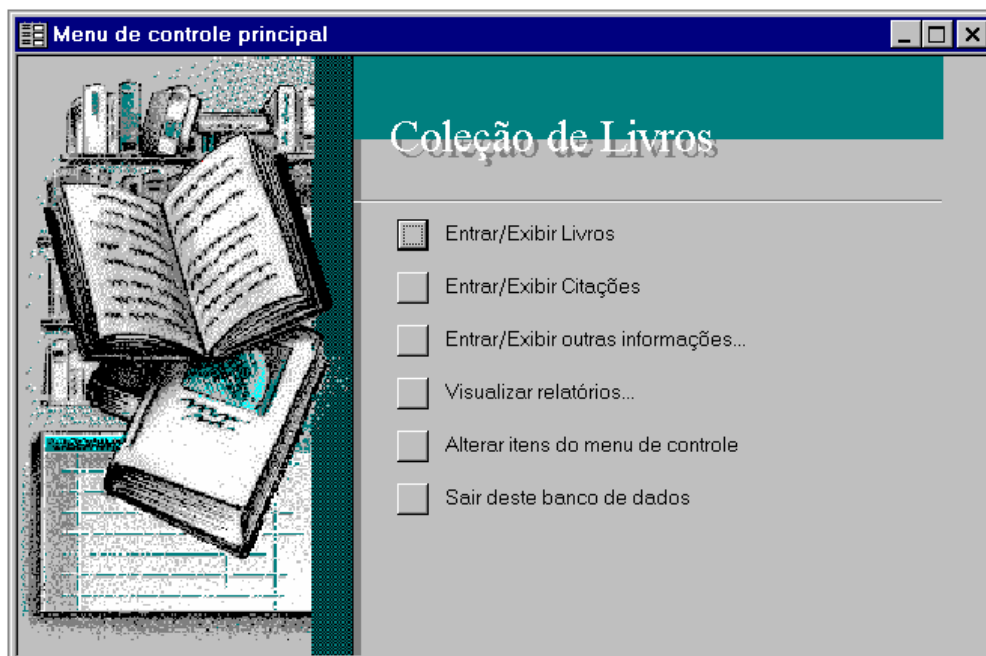 Menu de controle principal
Coleção de Livros
Entrar/Exibir Livros
Entrar/Exibir Citações
Entrar/Exibir outras informações...
Visualizar relatórios...
Alterar itens do menu de controle
Sair deste banco de dados